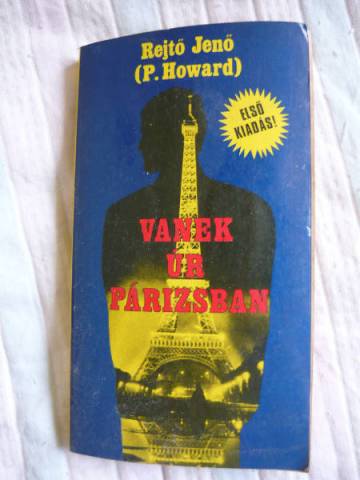 Rejtő Jenő
(P. Howard)
ELSŐ
KIADÁS!
VANEK
ÚR
PÁRIZSBAN